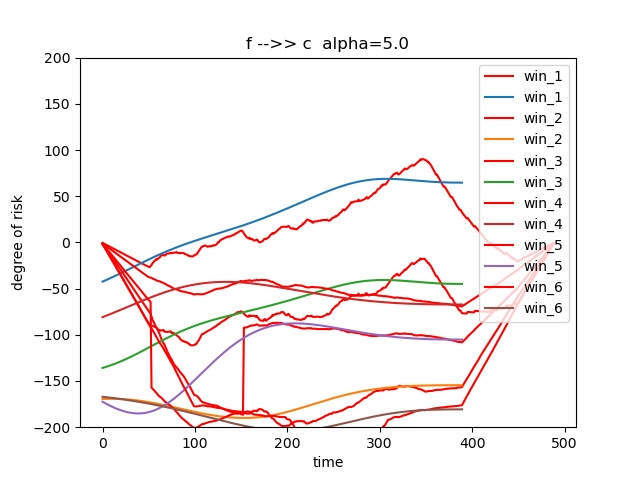 f -->> c  alpha=5.0
degree of risk
200
150
100
50
0
−50
−100
−150
−200
0
100
200
300
400
500
time
win_1
win_1
win_2
win_2
win_3
win_3
win_4
win_4
win_5
win_5
win_6
win_6